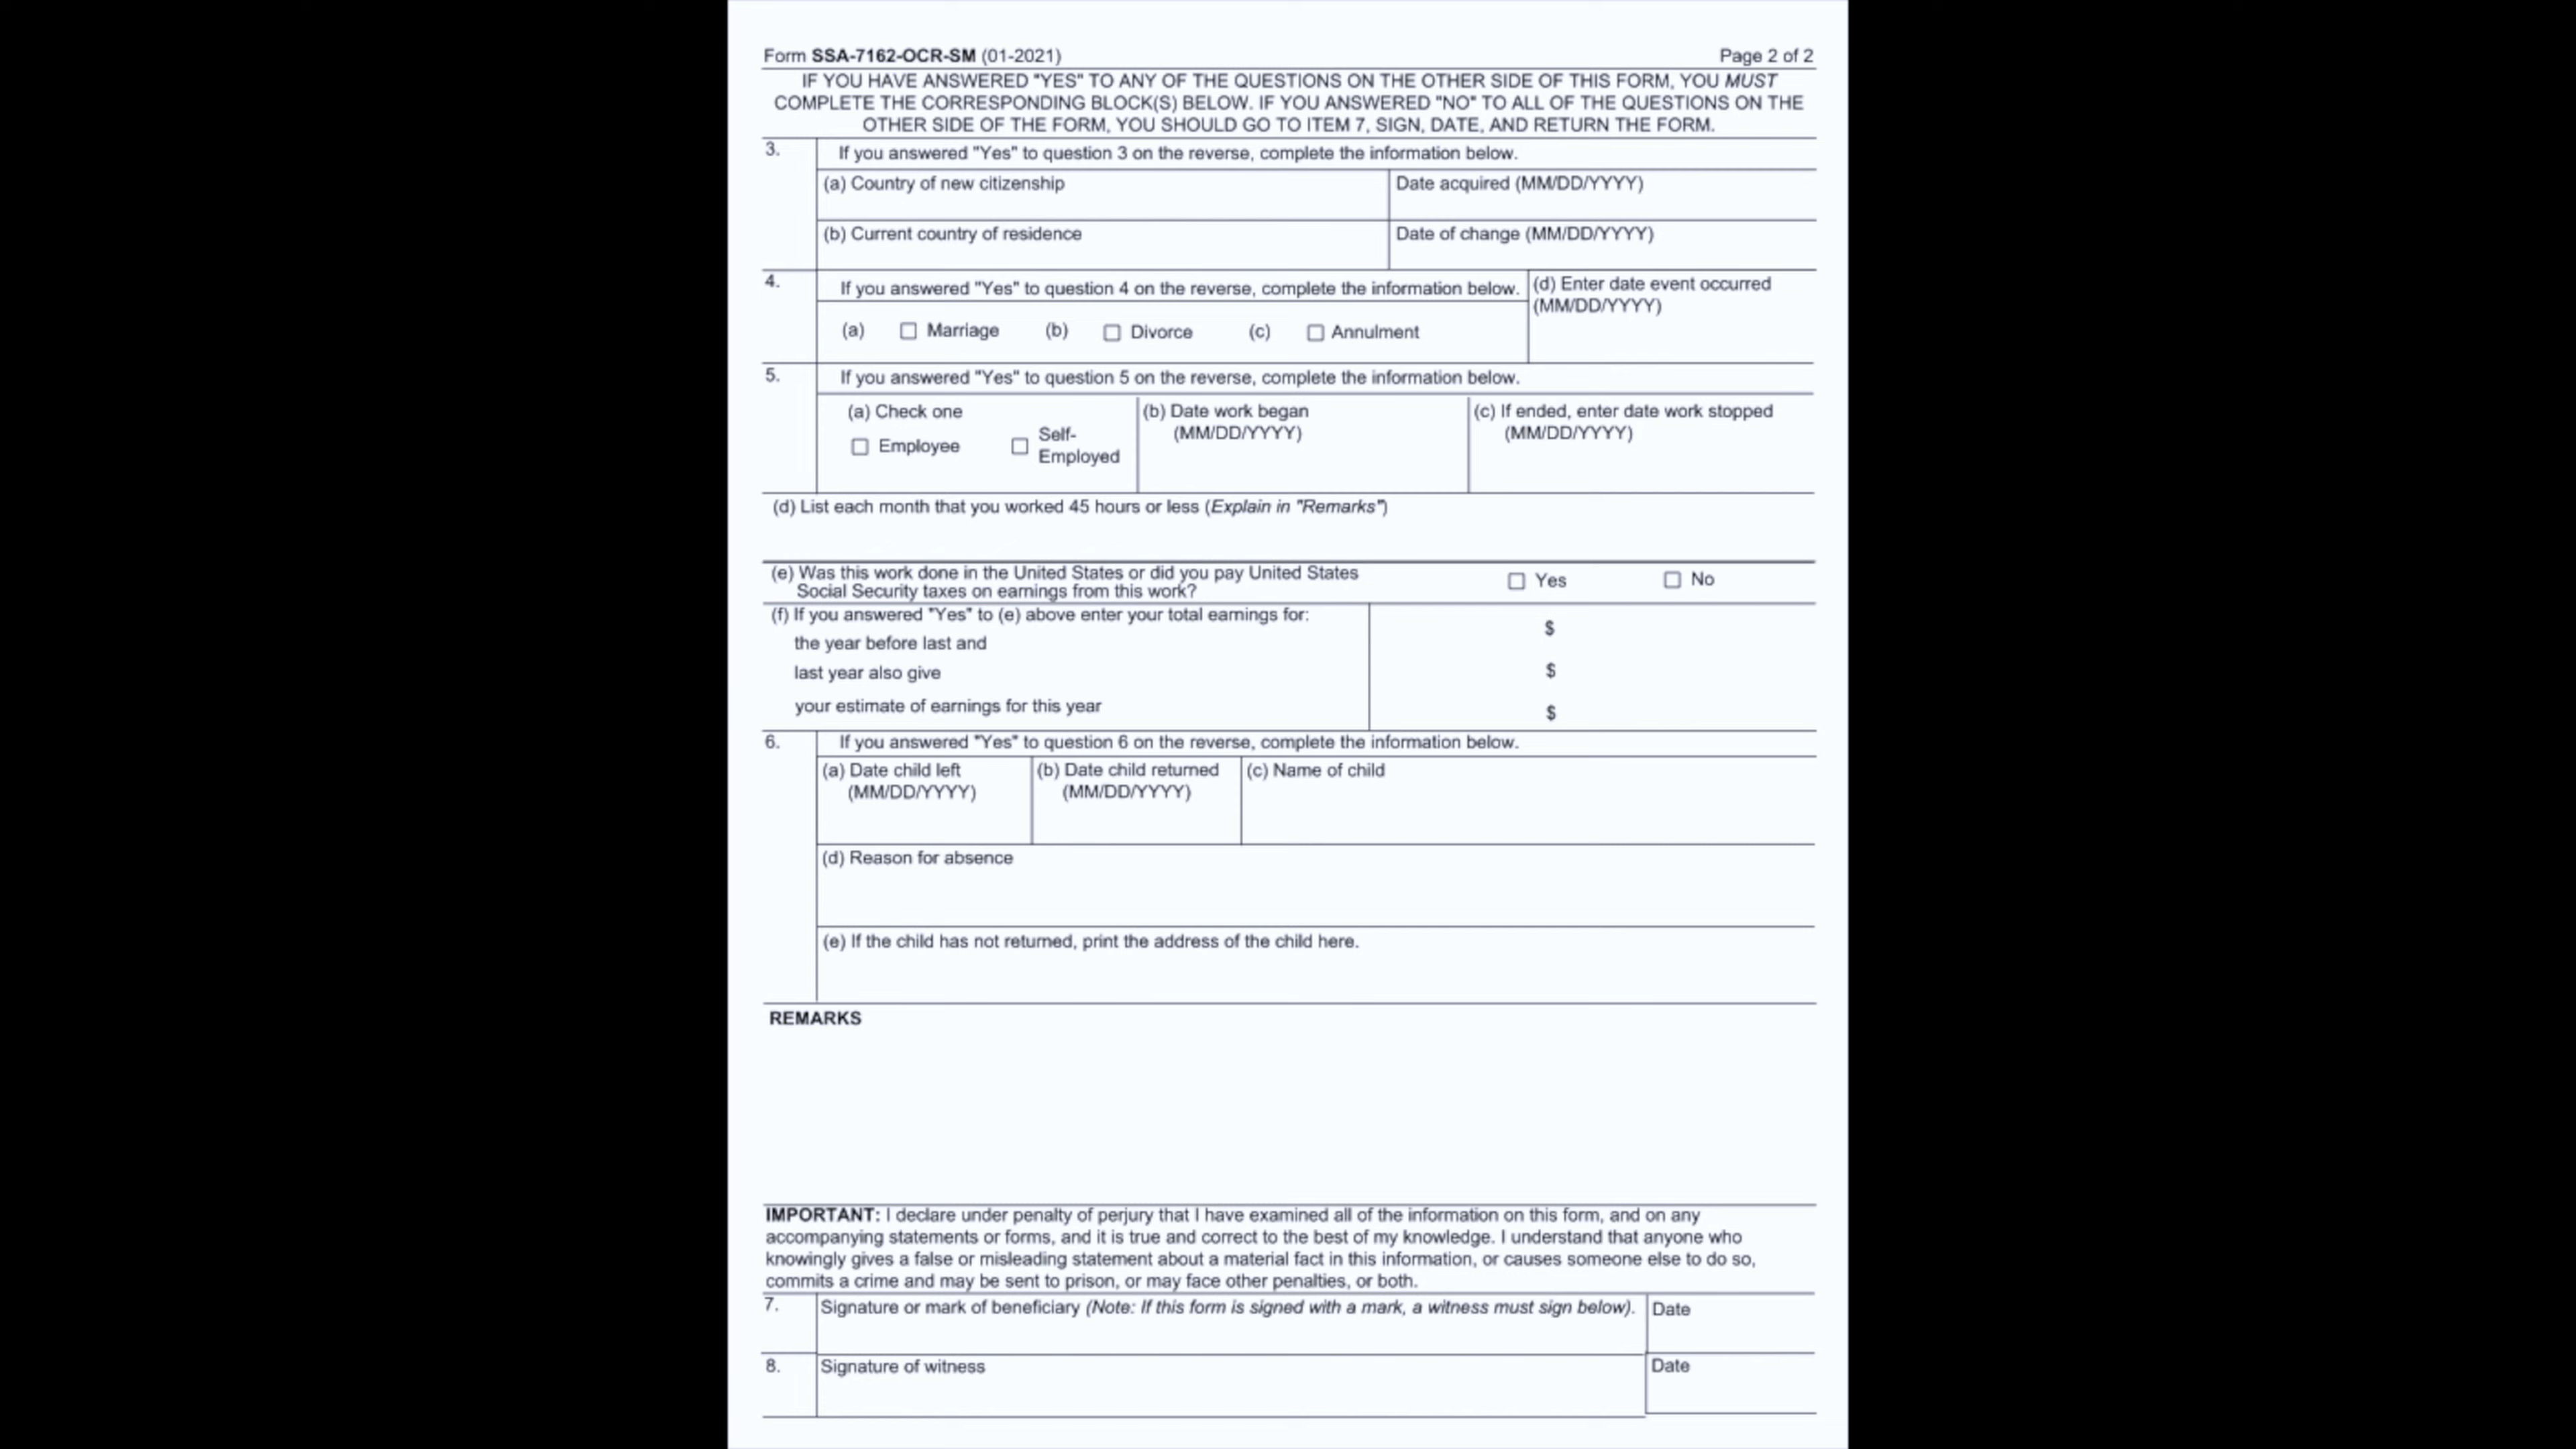 Form SSA-7162-OCR-SM (01-2021) Page 2 of 2
IF YOU HAVE ANSWERED "YES" TO ANY OF THE QUESTIONS ON THE OTHER SIDE OF THIS FORM, YOU MUST
COMPLETE THE CORRESPONDING BLOCK(S) BELOW. IF YOU ANSWERED "NO" TO ALL OF THE QUESTIONS ON THE
OTHER SIDE OF THE FORM, YOU SHOULD GO TO ITEM 7, SIGN, DATE, AND RETURN THE FORM.
3. If you answered "Yes" to question 3 on the reverse, complete the information below.
(a) Country of new citizenship Date acquired (MM/DD/YYYY)
(b) Current country of residence Date of change (MM/DD/YYYY)
4. If you answered "Yes" to question 4 on the reverse, complete the information below. (d) Enter date event occurred
(MM/DD/YYYY)
(a) Marriage (b) Divorce (c) Annulment
5. If you answered "Yes" to question 5 on the reverse, complete the information below.
(a) Check one (b) Date work began (c) If ended, enter date work stopped
(MM/DD/YYYY) (MM/DD/YYYY)
Employee Self-
Employed
(d) List each month that you worked 45 hours or less (Explain in "Remarks")
(e) Was this work done in the United States or did you pay United States
Social Security taxes on earnings from this work? Yes No
(f) If you answered "Yes" to (e) above enter your total earnings for:
the year before last and $
last year also give $
your estimate of earnings for this year $
6. If you answered "Yes" to question 6 on the reverse, complete the information below.
(a) Date child left (b) Date child returned (c) Name of child
(MM/DD/YYYY) (MM/DD/YYYY)
(d) Reason for absence
(e) If the child has not returned, print the address of the child here.
REMARKS
IMPORTANT: I declare under penalty of perjury that I have examined all of the information on this form, and on any
accompanying statements or forms, and it is true and correct to the best of my knowledge. I understand that anyone who
knowingly gives a false or misleading statement about a material fact in this information, or causes someone else to do so,
commits a crime and may be sent to prison, or may face other penalties, or both.
7. Signature or mark of beneficiary (Note: If this form is signed with a mark, a witness must sign below). Date
8. Signature of witness Date